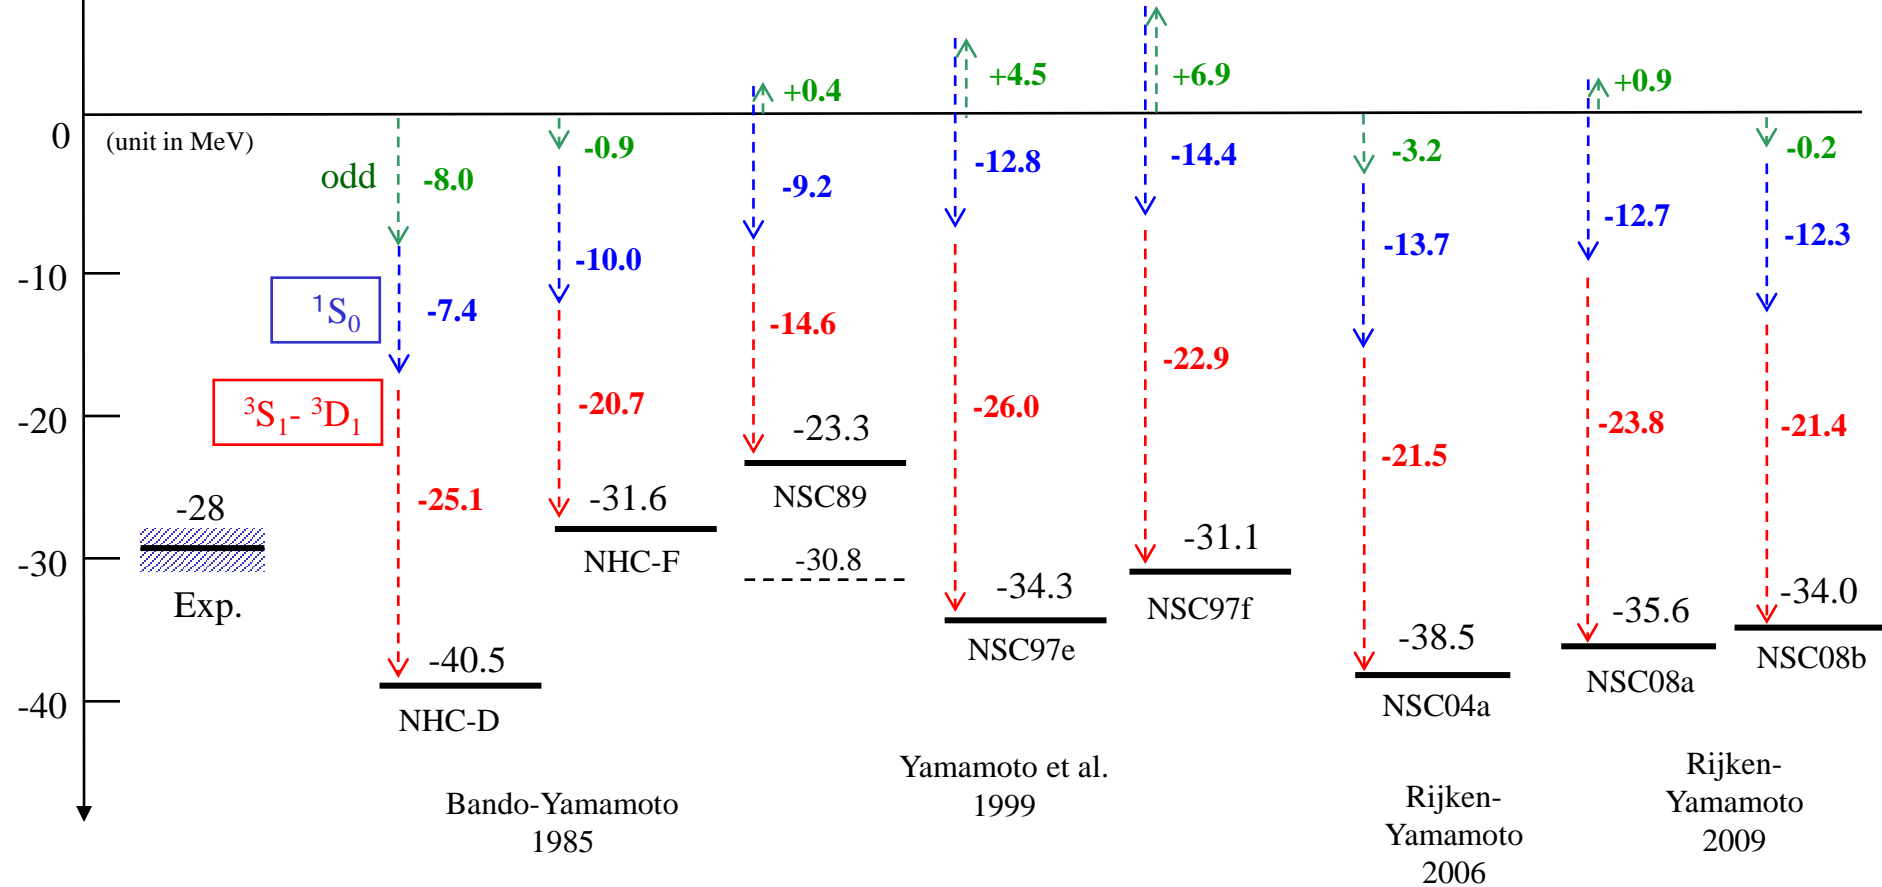 0
(unit in MeV)
-10
-20
-30
-40
odd
¹S₀
³S₁- ³D₁
-28
Exp.
-8.0
-7.4
-25.1
-40.5
NHC-D
-0.9
-10.0
-20.7
-31.6
NHC-F
Bando-Yamamoto
1985
+0.4
-9.2
-14.6
-23.3
NSC89
-30.8
+4.5
-12.8
-26.0
-34.3
NSC97e
+6.9
-14.4
-22.9
-31.1
NSC97f
Yamamoto et al.
1999
-3.2
-13.7
-21.5
-38.5
NSC04a
Rijken-
Yamamoto
2006
+0.9
-12.7
-23.8
-35.6
NSC08a
-0.2
-12.3
-21.4
-34.0
NSC08b
Rijken-
Yamamoto
2009